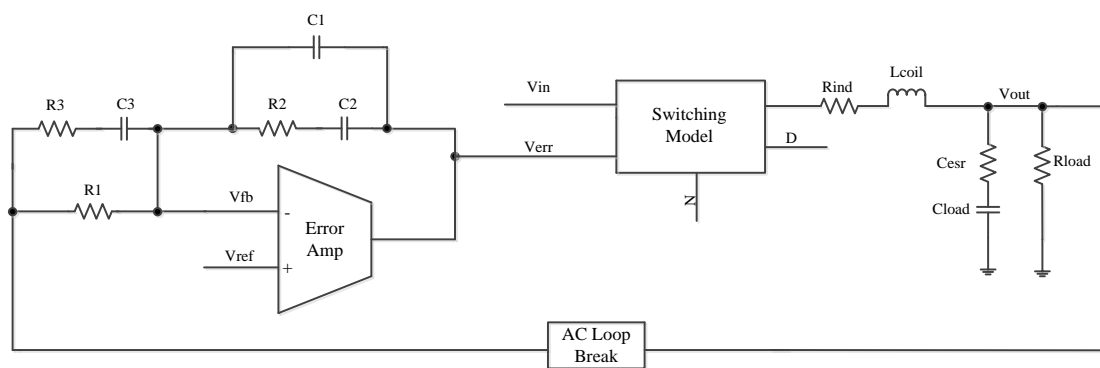 C1
R3
C3
R2
C2
R1
Vfb
-
Error
Amp
Vref
+
Vin
Verr
Switching
Model
D
N
Rind
Lcoil
Vout
Cesr
Rload
Cload
AC Loop
Break